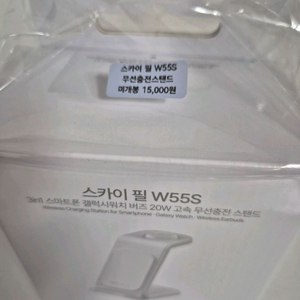 스카이 필 W55S
무선충전스탠드
미개봉 15,000원
스카이 필 W55S
3in1 스마트폰 갤럭시워치 버즈 20W 고속 무선충전 스탠드
Wireless Charging Station for Smartphone · Galaxy Watch · Wireless Earbuds